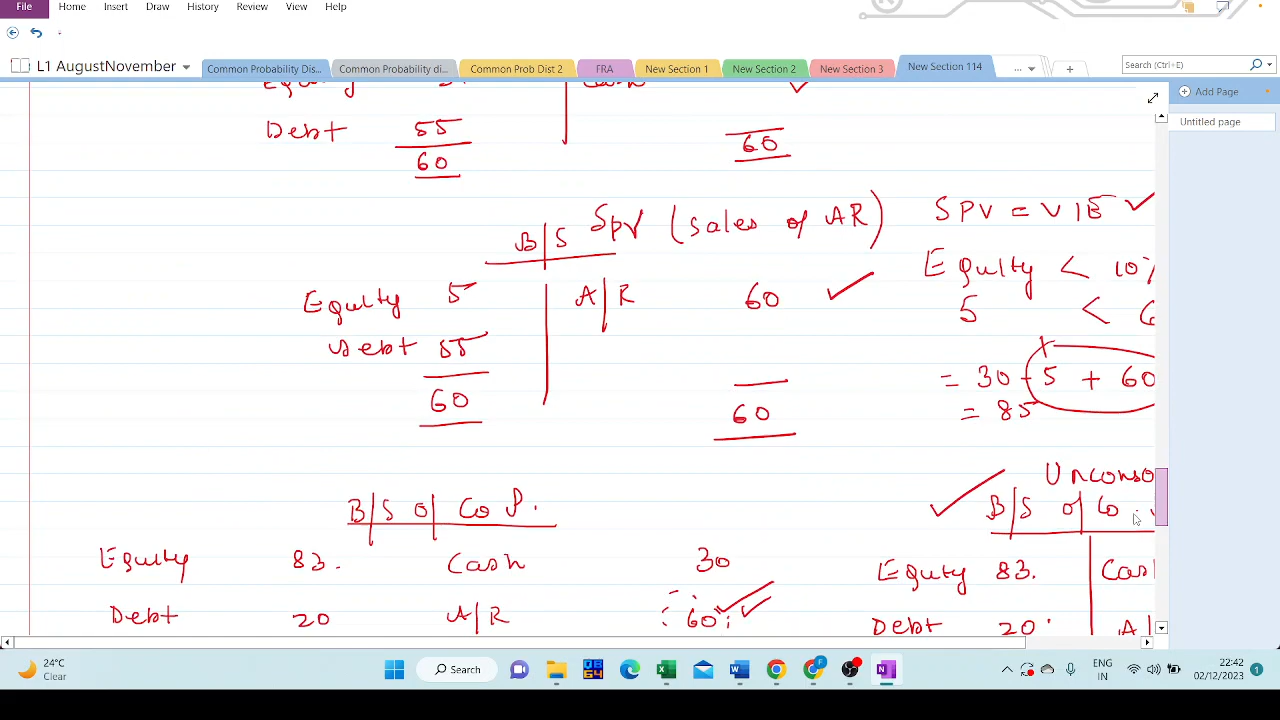 File Home Insert Draw History Review View Help
L1 AugustNovember Common Probability Dis... Common Probability di... Common Prob Dist 2 FRA New Section 1 New Section 2 New Section 3 New Section 114 ... Search (Ctrl+E)
Add Page
Untitled page
Equity Cash
Debt 55
60 60
B/S Spv (Sales of AR) SPV = VIE
Equity < 10%
Equity 5 A/R 60 5 <
Debt 55
= 30 - 5 + 60
60 60 = 85
Unconso
B/S of Co P. B/S of Co
Equity 83. Cash 30 Equity 83. Cas
Debt 20 A/R 60 Debt 20 A/
24°C
Clear
Search
ENG
IN
22:42
02/12/2023